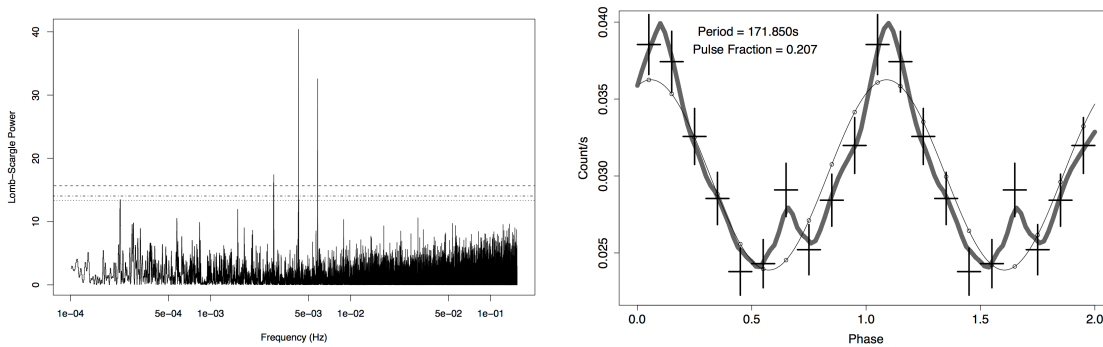 Lomb−Scargle Power
40
30
20
10
0
1e−04
5e−04
1e−03
5e−03
1e−02
5e−02
1e−01
Frequency (Hz)
Period = 171.850s
Pulse Fraction = 0.207
Count/s
0.040
0.035
0.030
0.025
0.0
0.5
1.0
1.5
2.0
Phase